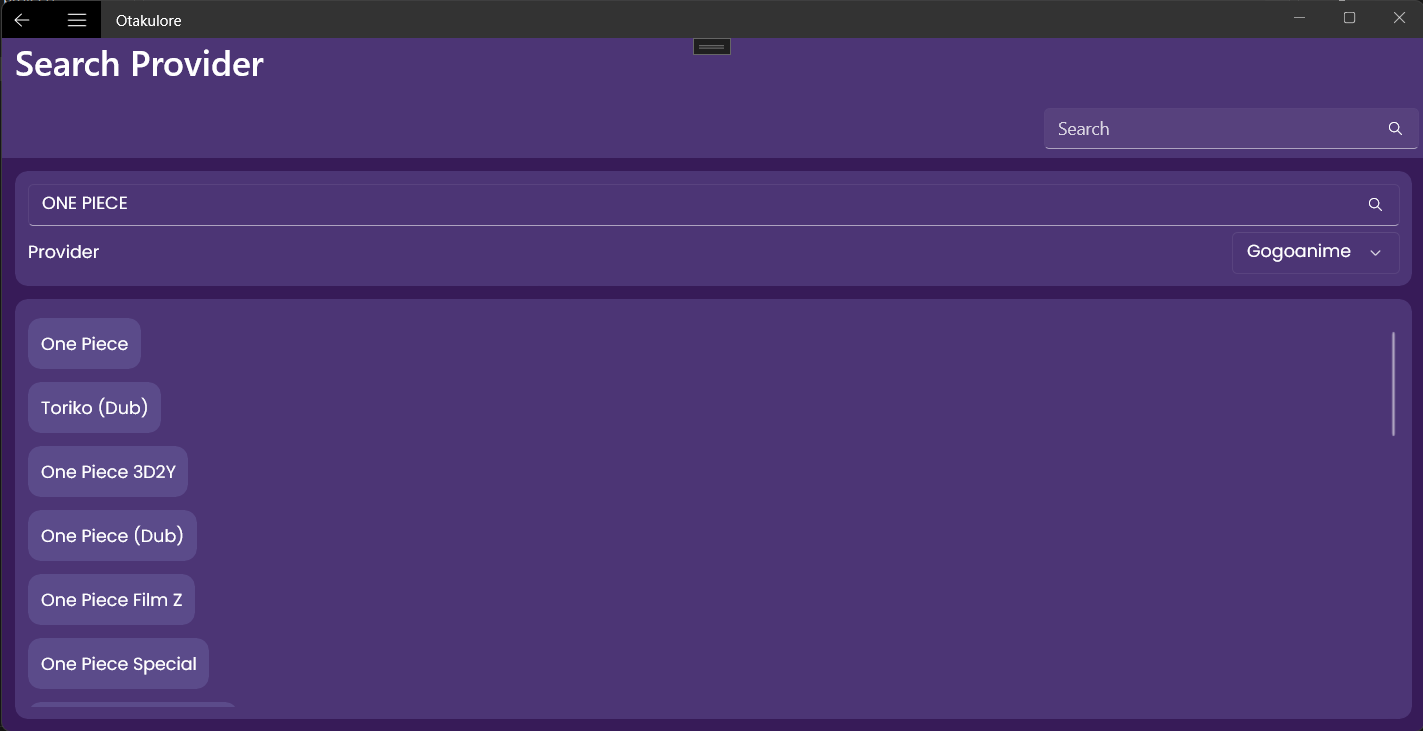 Otakulore
Search Provider
Search
ONE PIECE
Provider
Gogoanime
One Piece
Toriko (Dub)
One Piece 3D2Y
One Piece (Dub)
One Piece Film Z
One Piece Special